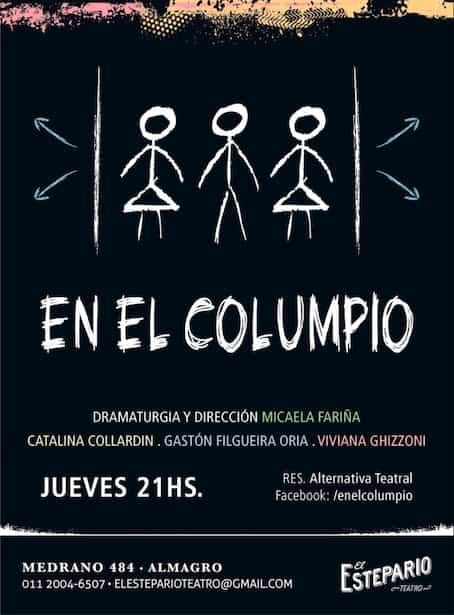 EN EL COLUMPIO
DRAMATURGIA Y DIRECCIÓN MICAELA FARIÑA
CATALINA COLLARDIN . GASTÓN FILGUEIRA ORIA . VIVIANA GHIZZONI
JUEVES 21HS.
RES. Alternativa Teatral
Facebook: /enelcolumpio
MEDRANO 484 · ALMAGRO
011 2004-6507 · ELESTEPARIOTEATRO@GMAIL.COM
EL
ESTEPARIO
TEATRO